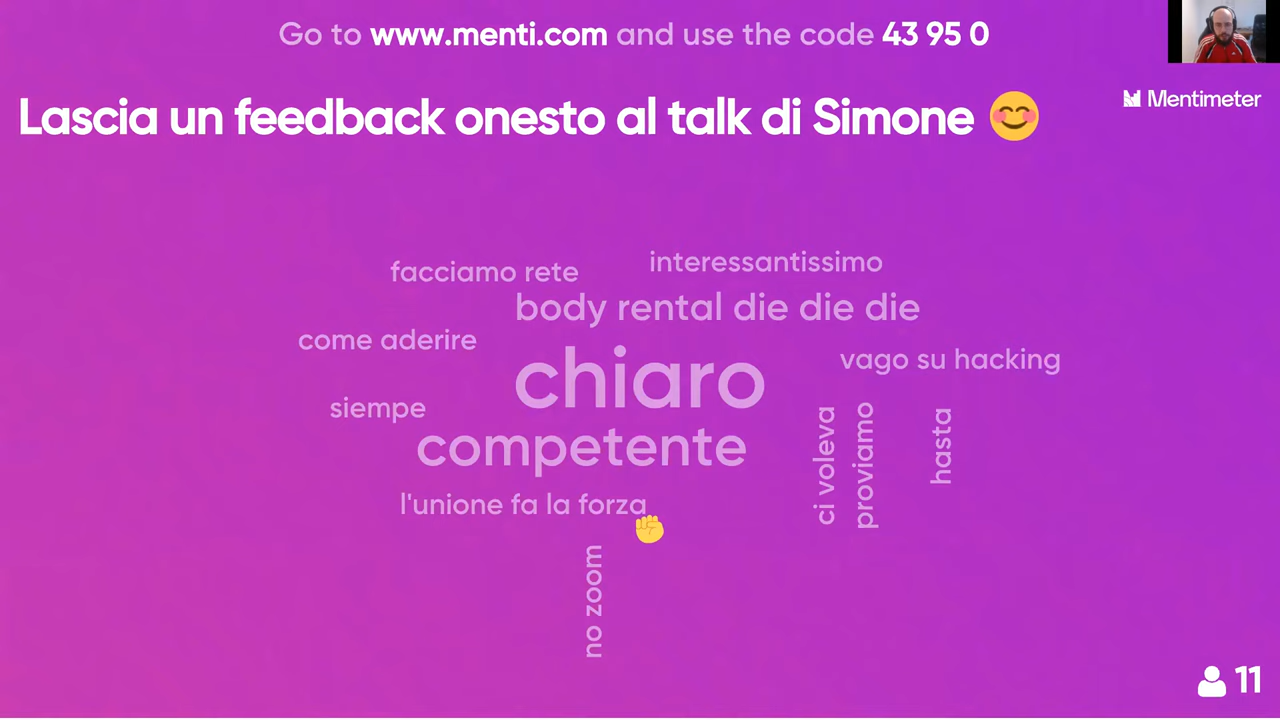 Go to www.menti.com and use the code 43 95 0
Mentimeter
Lascia un feedback onesto al talk di Simone 😊
interessantissimo
facciamo rete
body rental die die die
come aderire
vago su hacking
chiaro
siempe
competente
ci voleva
proviamo
hasta
l'unione fa la forza
✊
no zoom
11